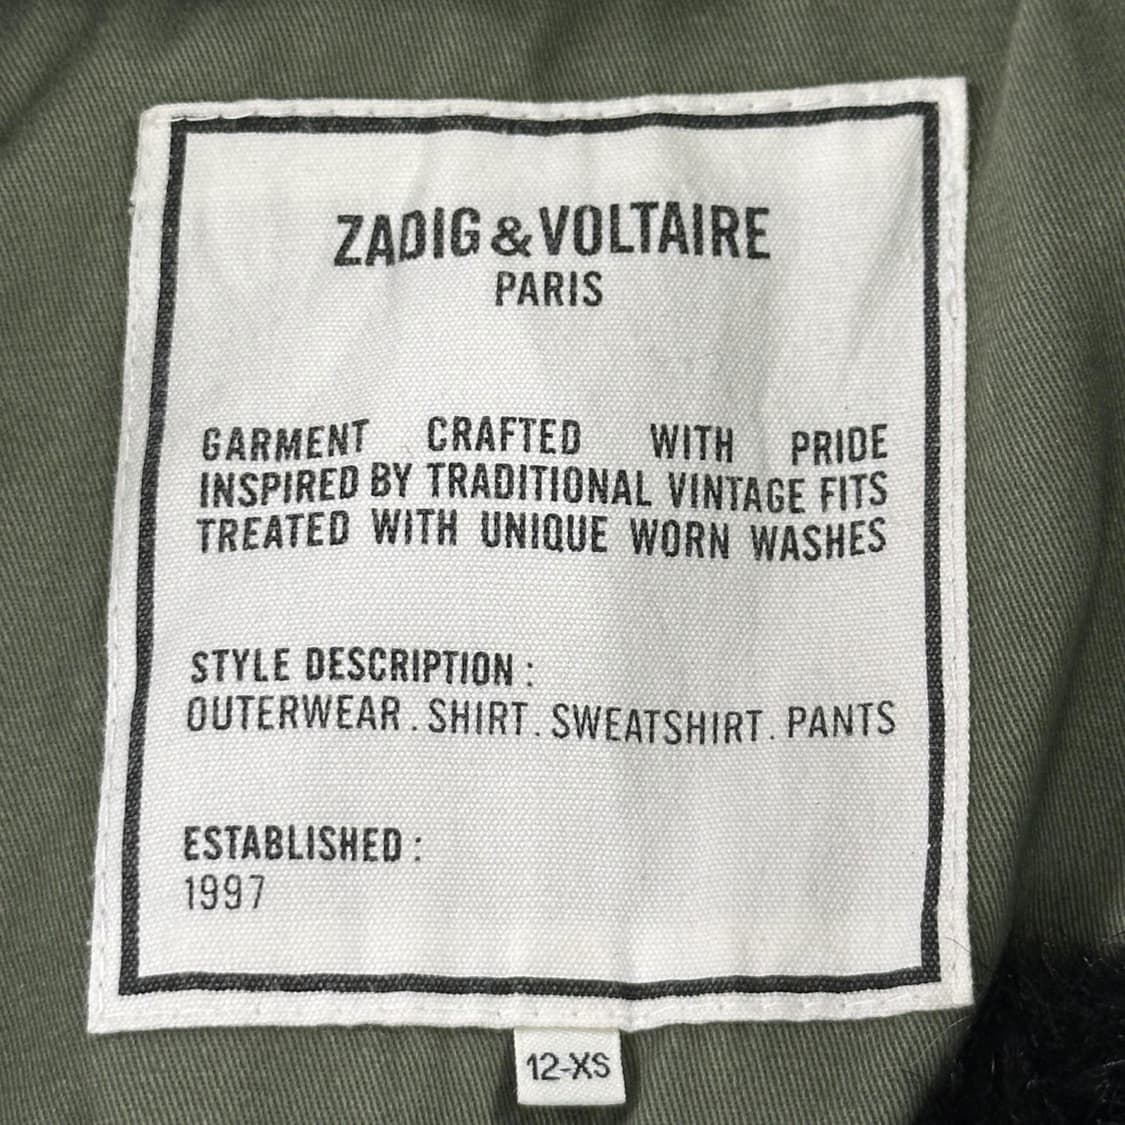 ZADIG & VOLTAIRE
PARIS
GARMENT CRAFTED WITH PRIDE
INSPIRED BY TRADITIONAL VINTAGE FITS
TREATED WITH UNIQUE WORN WASHES
STYLE DESCRIPTION :
OUTERWEAR . SHIRT . SWEATSHIRT . PANTS
ESTABLISHED :
1997
12-XS